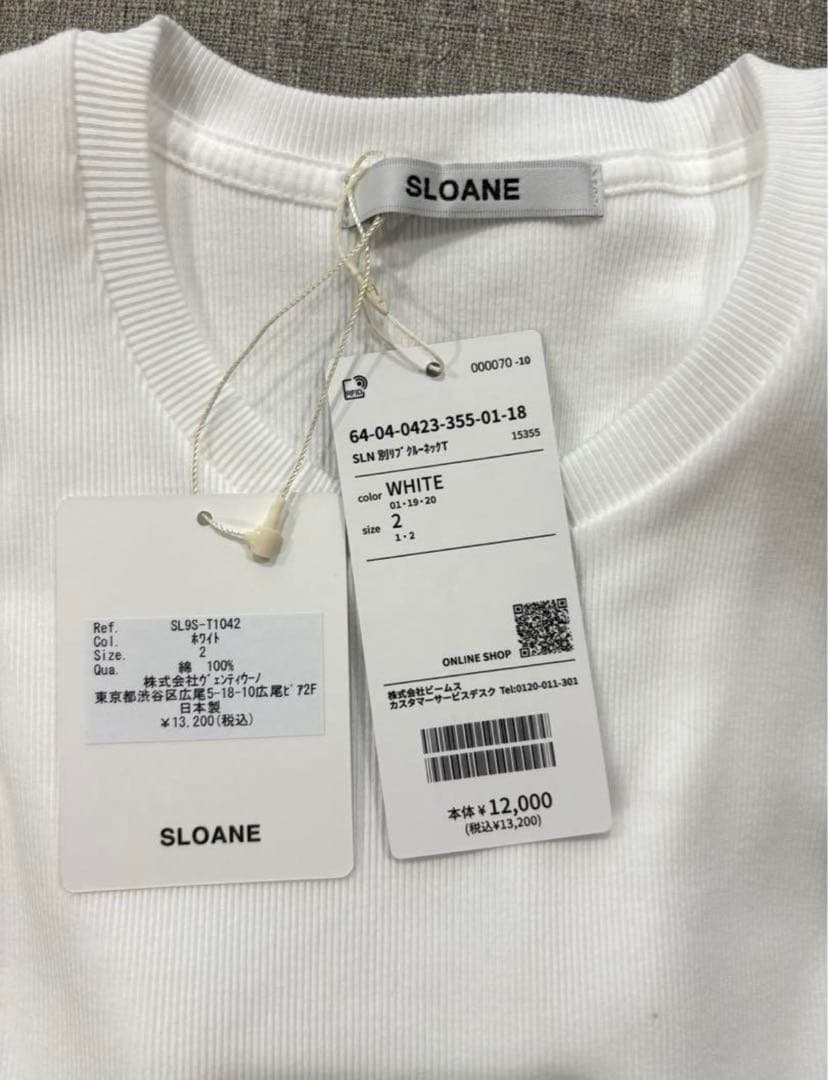 SLOANE
RFID
000070 -10
64-04-0423-355-01-18
SLN 別ﾘﾌﾞ ｸﾙｰﾈｯｸT
15355
color WHITE
01・19・20
size 2
1・2
ONLINE SHOP
株式会社ビームス
カスタマーサービスデスク Tel:0120-011-301
本体¥12,000
(税込¥13,200)
Ref. SL9S-T1042
Col. ﾎﾜｲﾄ
Size. 2
Qua. 綿 100%
株式会社ｳﾞｪﾝﾃｨｳｰﾉ
東京都渋谷区広尾5-18-10広尾ﾋﾟｱ2F
日本製
¥13,200(税込)
SLOANE